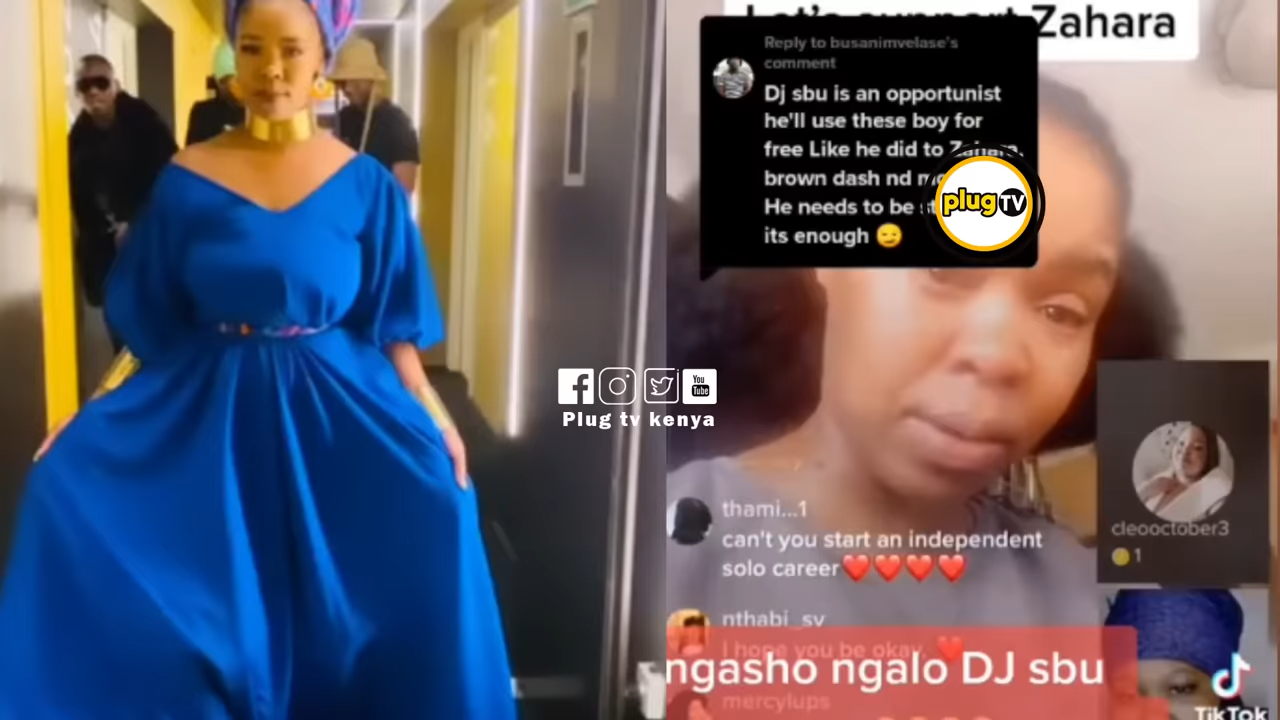 Let's support Zahara
Reply to busanimvelase's
comment
Dj sbu is an opportunist
he'll use these boy for
free Like he did to Zahara,
brown dash nd
He needs to be
its enough 😏
plug TV
You
Tube
Plug tv kenya
thami...1
can't you start an independent
solo career❤️❤️❤️❤️
cleooctober3
1
nthabi_sv
I hope you be okay ❤️
ngasho ngalo DJ sbu
mercylups
TikTok